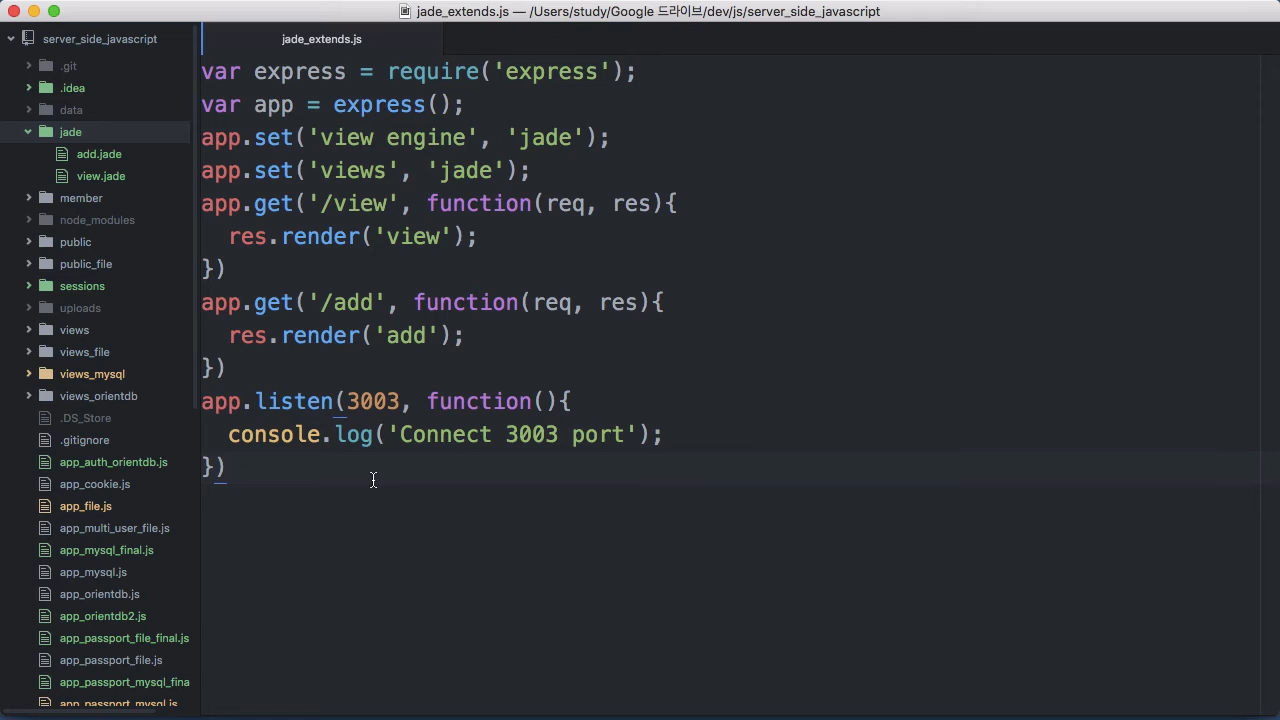 jade_extends.js — /Users/study/Google 드라이브/dev/js/server_side_javascript
server_side_javascript
.git
.idea
data
jade
add.jade
view.jade
member
node_modules
public
public_file
sessions
uploads
views
views_file
views_mysql
views_orientdb
.DS_Store
.gitignore
app_auth_orientdb.js
app_cookie.js
app_file.js
app_multi_user_file.js
app_mysql_final.js
app_mysql.js
app_orientdb.js
app_orientdb2.js
app_passport_file_final.js
app_passport_file.js
app_passport_mysql_fina
app_passport_mysql.js
jade_extends.js
var express = require('express');
var app = express();
app.set('view engine', 'jade');
app.set('views', 'jade');
app.get('/view', function(req, res){
  res.render('view');
})
app.get('/add', function(req, res){
  res.render('add');
})
app.listen(3003, function(){
  console.log('Connect 3003 port');
})